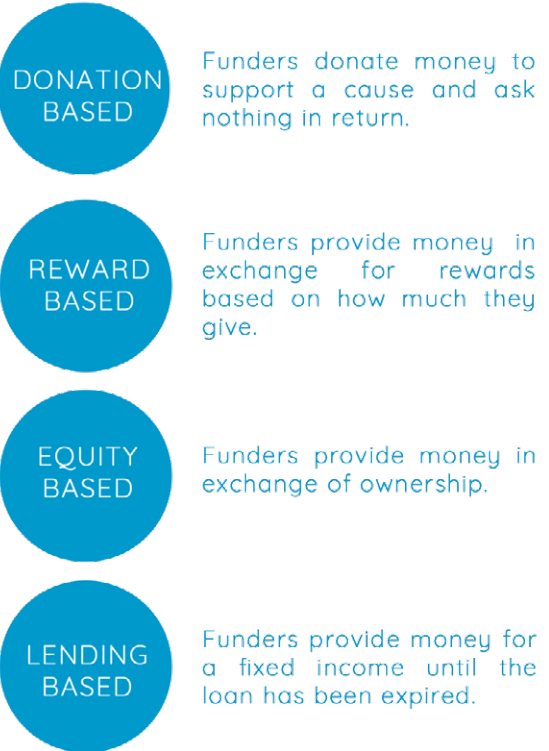 DONATION
BASED
Funders donate money to
support a cause and ask
nothing in return.
REWARD
BASED
Funders provide money in
exchange for rewards
based on how much they
give.
EQUITY
BASED
Funders provide money in
exchange of ownership.
LENDING
BASED
Funders provide money for
a fixed income until the
loan has been expired.